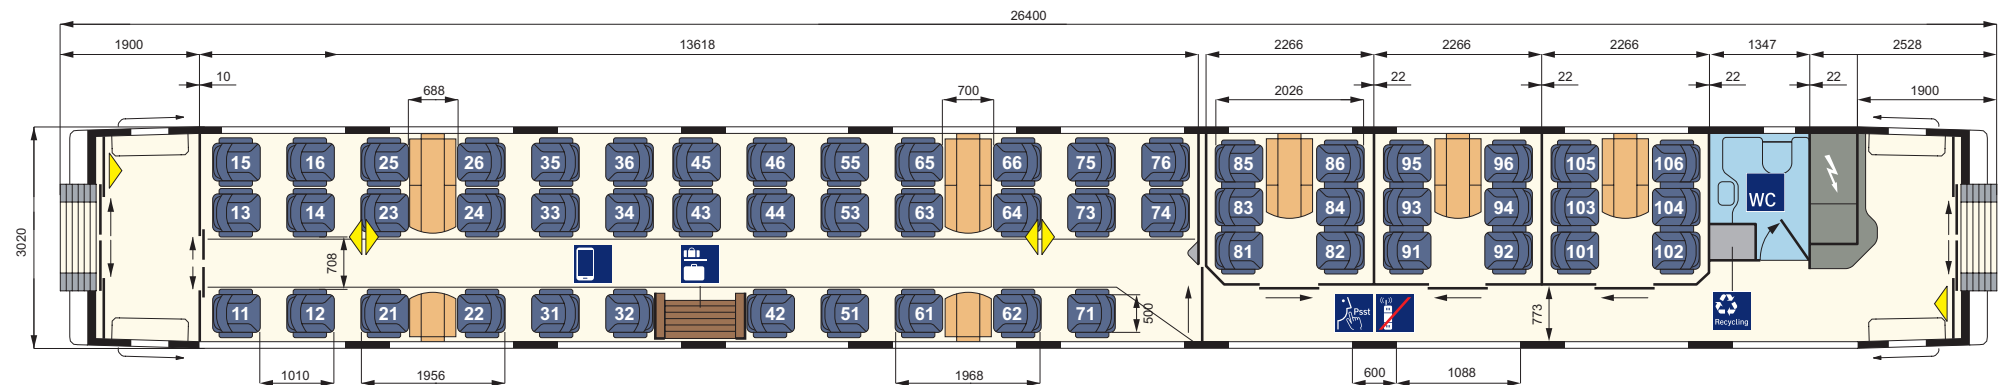 26400
1900 13618 2266 2266 2266 1347 2528
10 688 700 2026 22 22 22 22 1900
15 16 25 26 35 36 45 46 55 65 66 75 76 85 86 95 96 105 106
13 14 23 24 33 34 43 44 53 63 64 73 74 83 84 93 94 103 104 WC
81 82 91 92 101 102
3020 708
11 12 21 22 31 32 42 51 61 62 71 500 Psst 773 Recycling
1010 1956 1968 600 1088